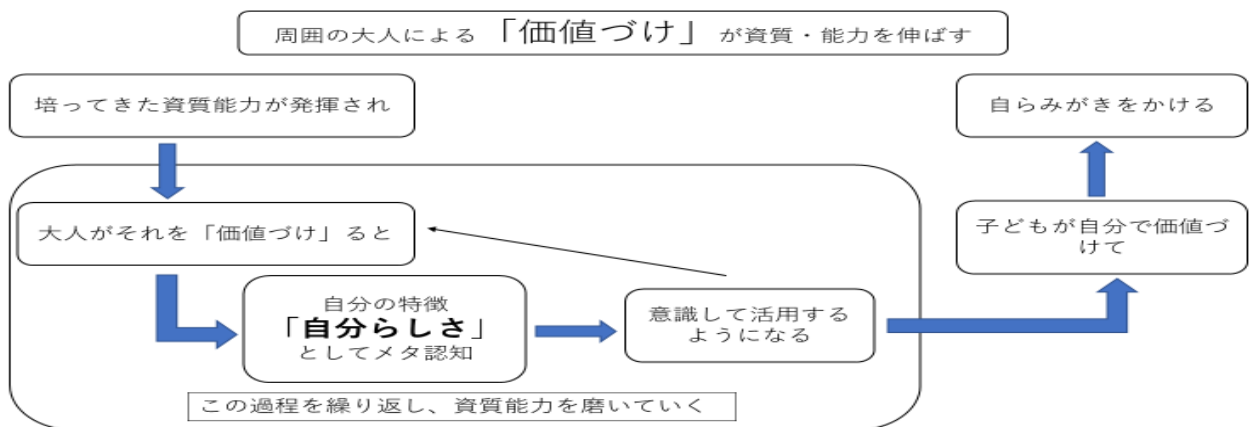 周囲の大人による「価値づけ」が資質・能力を伸ばす
培ってきた資質能力が発揮され
自らみがきをかける
大人がそれを「価値づけ」ると
子どもが自分で価値づ
けて
自分の特徴
「自分らしさ」
としてメタ認知
意識して活用する
ようになる
この過程を繰り返し、資質能力を磨いていく